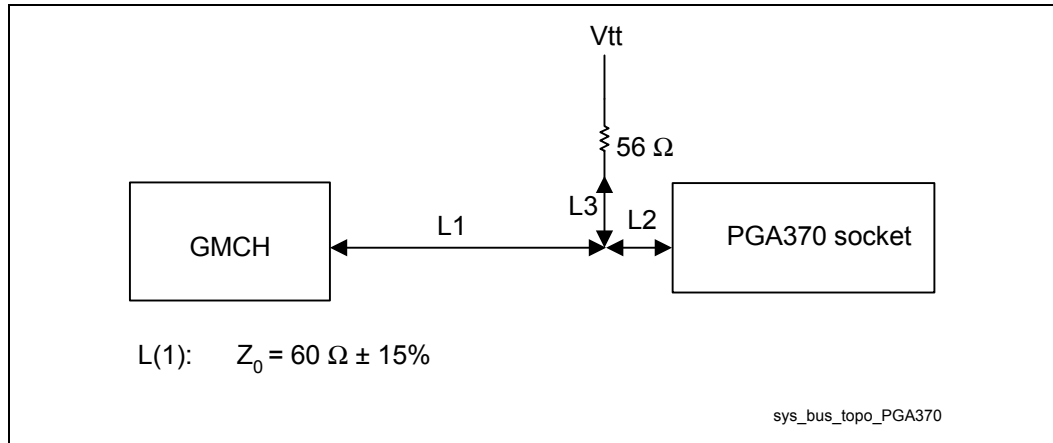 Vtt
56 Ω
L3
L1
L2
GMCH
PGA370 socket
L(1): Z0 = 60 Ω ± 15%
sys_bus_topo_PGA370